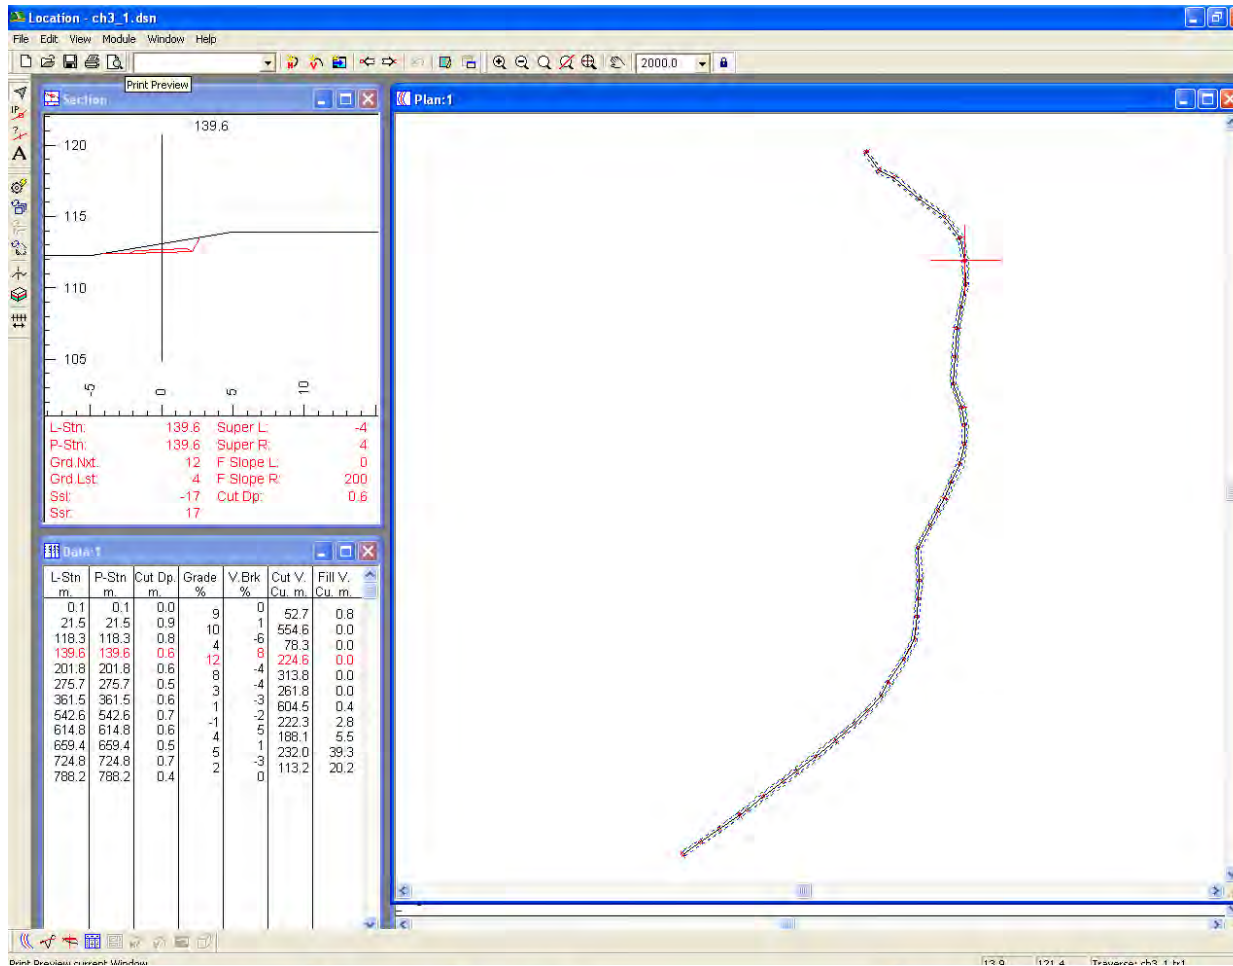 Location - ch3_1.dsn
File Edit View Module Window Help
2000.0
Print Preview
Section
139.6
120
115
110
105
-5 0 5 10
L-Stn: 139.6 Super L: -4
P-Stn: 139.6 Super R: 4
Grd.Nxt: 12 F Slope L: 0
Grd.Lst: 4 F Slope R: 200
Ssl: -17 Cut Dp: 0.6
Ssr: 17
Plan:1
Data:1
L-Stn P-Stn Cut Dp. Grade V.Brk Cut V. Fill V.
m. m. m. % % Cu. m. Cu. m.
0.1 0.1 0.0 0
9 52.7 0.8
21.5 21.5 0.9 1
10 554.6 0.0
118.3 118.3 0.8 -6
4 78.3 0.0
139.6 139.6 0.6 8
12 224.6 0.0
201.8 201.8 0.6 -4
8 313.8 0.0
275.7 275.7 0.5 -4
3 261.8 0.0
361.5 361.5 0.6 -3
1 604.5 0.4
542.6 542.6 0.7 -2
-1 222.3 2.8
614.8 614.8 0.6 5
4 188.1 5.5
659.4 659.4 0.5 1
5 232.0 39.3
724.8 724.8 0.7 -3
2 113.2 20.2
788.2 788.2 0.4 0
Print Preview current Window
13.9 121.4 Traverse: ch3_1.tr1